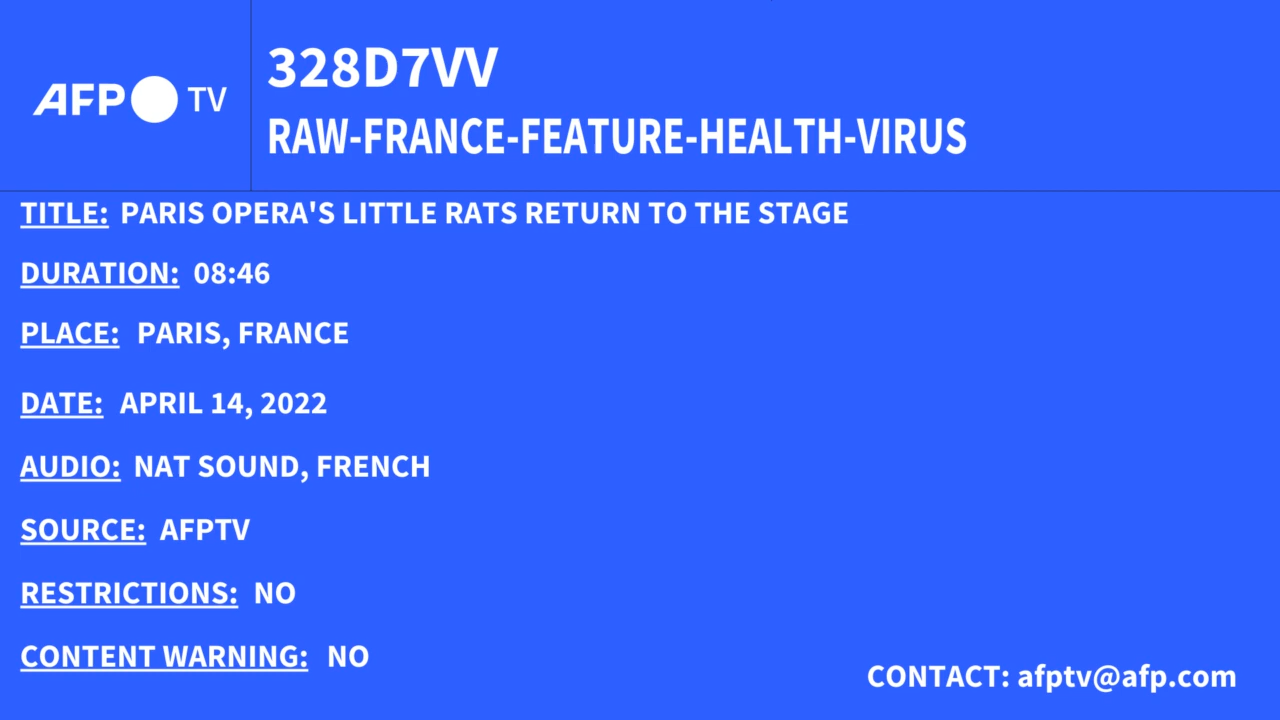 AFP TV
328D7VV
RAW-FRANCE-FEATURE-HEALTH-VIRUS
TITLE: PARIS OPERA'S LITTLE RATS RETURN TO THE STAGE
DURATION: 08:46
PLACE: PARIS, FRANCE
DATE: APRIL 14, 2022
AUDIO: NAT SOUND, FRENCH
SOURCE: AFPTV
RESTRICTIONS: NO
CONTENT WARNING: NO
CONTACT: afptv@afp.com